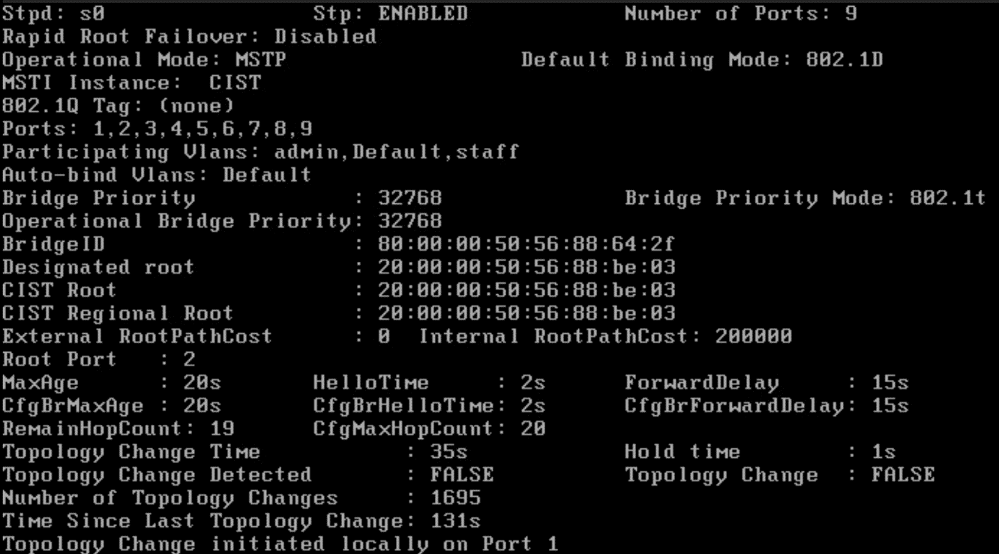 Stpd: s0 Stp: ENABLED Number of Ports: 9
Rapid Root Failover: Disabled
Operational Mode: MSTP Default Binding Mode: 802.1D
MSTI Instance: CIST
802.1Q Tag: (none)
Ports: 1,2,3,4,5,6,7,8,9
Participating Vlans: admin,Default,staff
Auto-bind Vlans: Default
Bridge Priority : 32768 Bridge Priority Mode: 802.1t
Operational Bridge Priority: 32768
BridgeID : 80:00:00:50:56:88:64:2f
Designated root : 20:00:00:50:56:88:be:03
CIST Root : 20:00:00:50:56:88:be:03
CIST Regional Root : 20:00:00:50:56:88:be:03
External RootPathCost : 0 Internal RootPathCost: 200000
Root Port : 2
MaxAge : 20s HelloTime : 2s ForwardDelay : 15s
CfgBrMaxAge : 20s CfgBrHelloTime: 2s CfgBrForwardDelay: 15s
RemainHopCount: 19 CfgMaxHopCount: 20
Topology Change Time : 35s Hold time : 1s
Topology Change Detected : FALSE Topology Change : FALSE
Number of Topology Changes : 1695
Time Since Last Topology Change: 131s
Topology Change initiated locally on Port 1